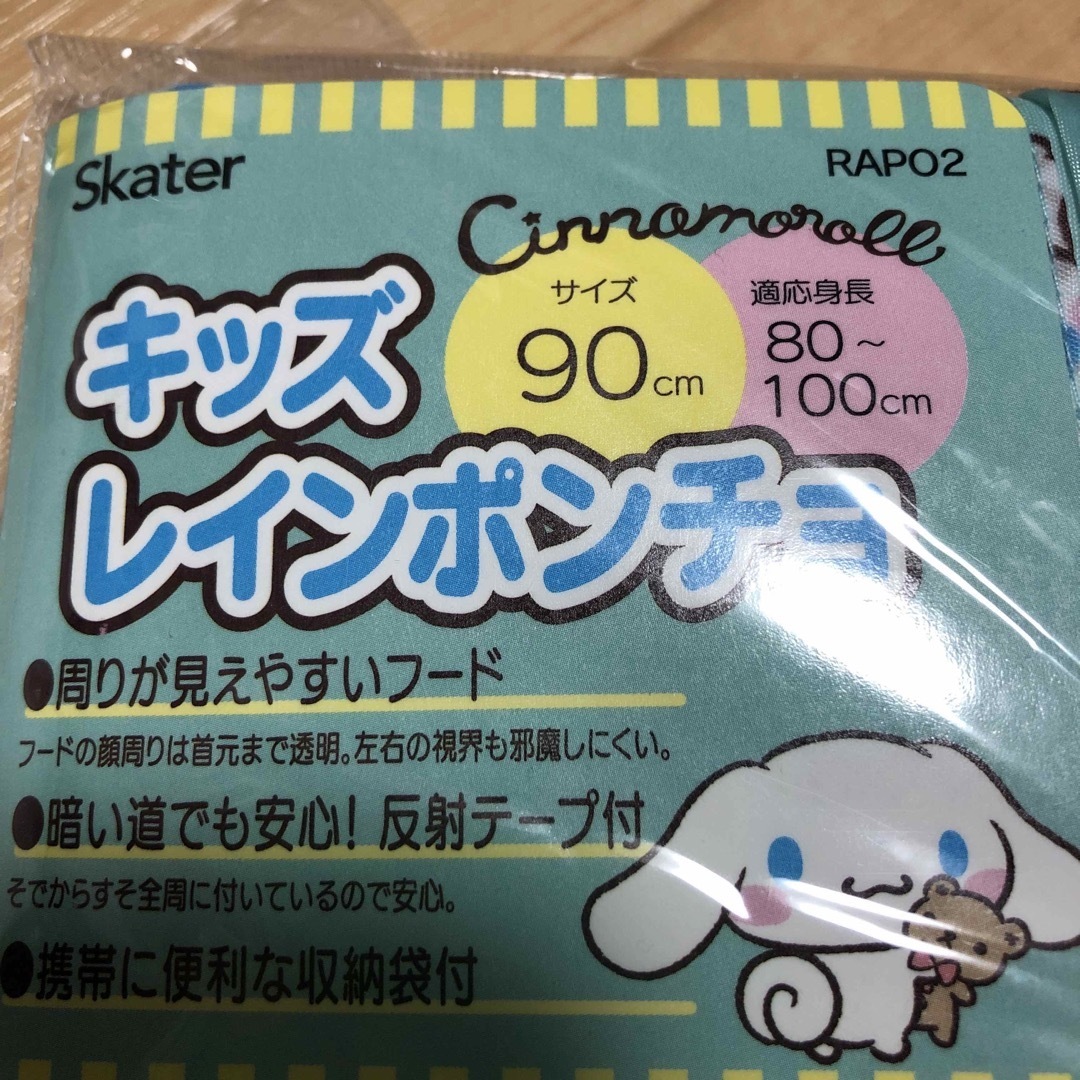 Skater
RAPO2
Cinnamoroll
サイズ
90cm
適応身長
80～
100cm
キッズ
レインポンチョ
●周りが見えやすいフード
フードの顔周りは首元まで透明。左右の視界も邪魔しにくい。
●暗い道でも安心！反射テープ付
そでからすそ全周に付いているので安心。
●携帯に便利な収納袋付